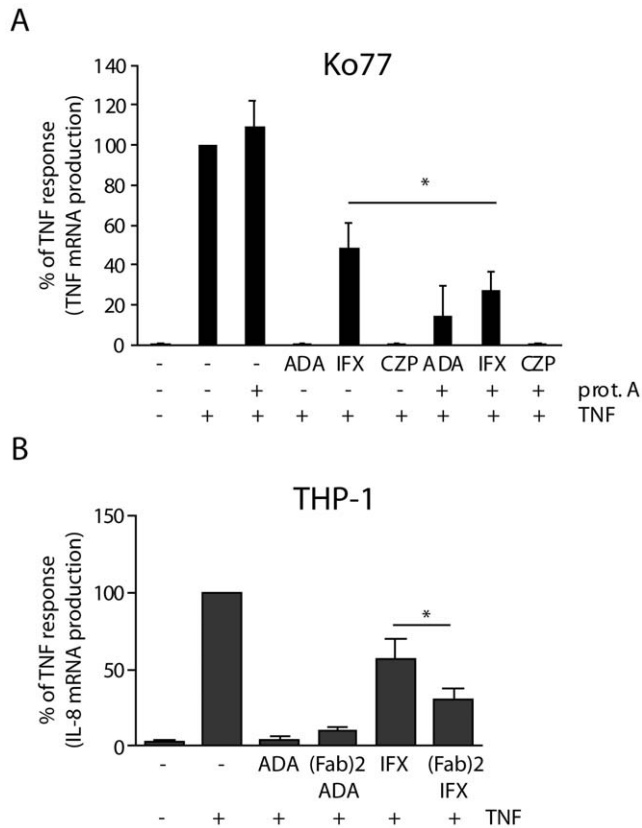 A
Ko77
% of TNF response
(TNF mRNA production)
140
120
100
80
60
40
20
0
*
- - - ADA IFX CZP ADA IFX CZP
- - + - - - + + + prot. A
- + + + + + + + + TNF
B
THP-1
% of TNF response
(IL-8 mRNA production)
150
100
50
0
*
- - ADA (Fab)2 IFX (Fab)2
ADA IFX
- + + + + + TNF